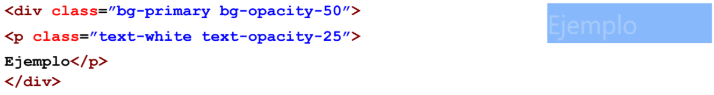 <div class=”bg-primary bg-opacity-50”>
<p class=”text-white text-opacity-25”>
Ejemplo</p>
</div>
Ejemplo